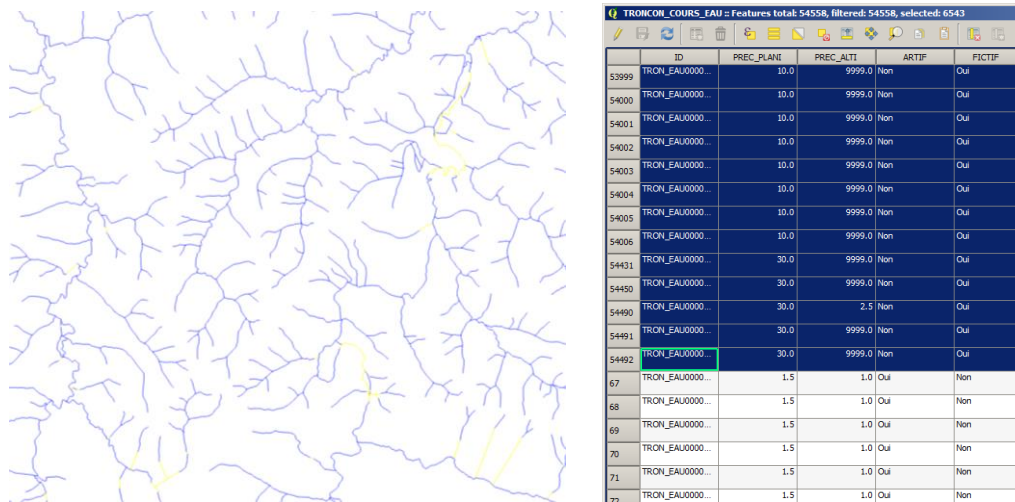 TRONCON_COURS_EAU :: Features total: 54558, filtered: 54558, selected: 6543
ID PREC_PLANI PREC_ALTI ARTIF FICTIF
53999 TRON_EAU0000... 10.0 9999.0 Non Oui
54000 TRON_EAU0000... 10.0 9999.0 Non Oui
54001 TRON_EAU0000... 10.0 9999.0 Non Oui
54002 TRON_EAU0000... 10.0 9999.0 Non Oui
54003 TRON_EAU0000... 10.0 9999.0 Non Oui
54004 TRON_EAU0000... 10.0 9999.0 Non Oui
54005 TRON_EAU0000... 10.0 9999.0 Non Oui
54006 TRON_EAU0000... 10.0 9999.0 Non Oui
54431 TRON_EAU0000... 30.0 9999.0 Non Oui
54450 TRON_EAU0000... 30.0 9999.0 Non Oui
54490 TRON_EAU0000... 30.0 2.5 Non Oui
54491 TRON_EAU0000... 30.0 9999.0 Non Oui
54492 TRON_EAU0000... 30.0 9999.0 Non Oui
67 TRON_EAU0000... 1.5 1.0 Oui Non
68 TRON_EAU0000... 1.5 1.0 Oui Non
69 TRON_EAU0000... 1.5 1.0 Oui Non
70 TRON_EAU0000... 1.5 1.0 Oui Non
71 TRON_EAU0000... 1.5 1.0 Oui Non
72 TRON_EAU0000... 1.5 1.0 Oui Non